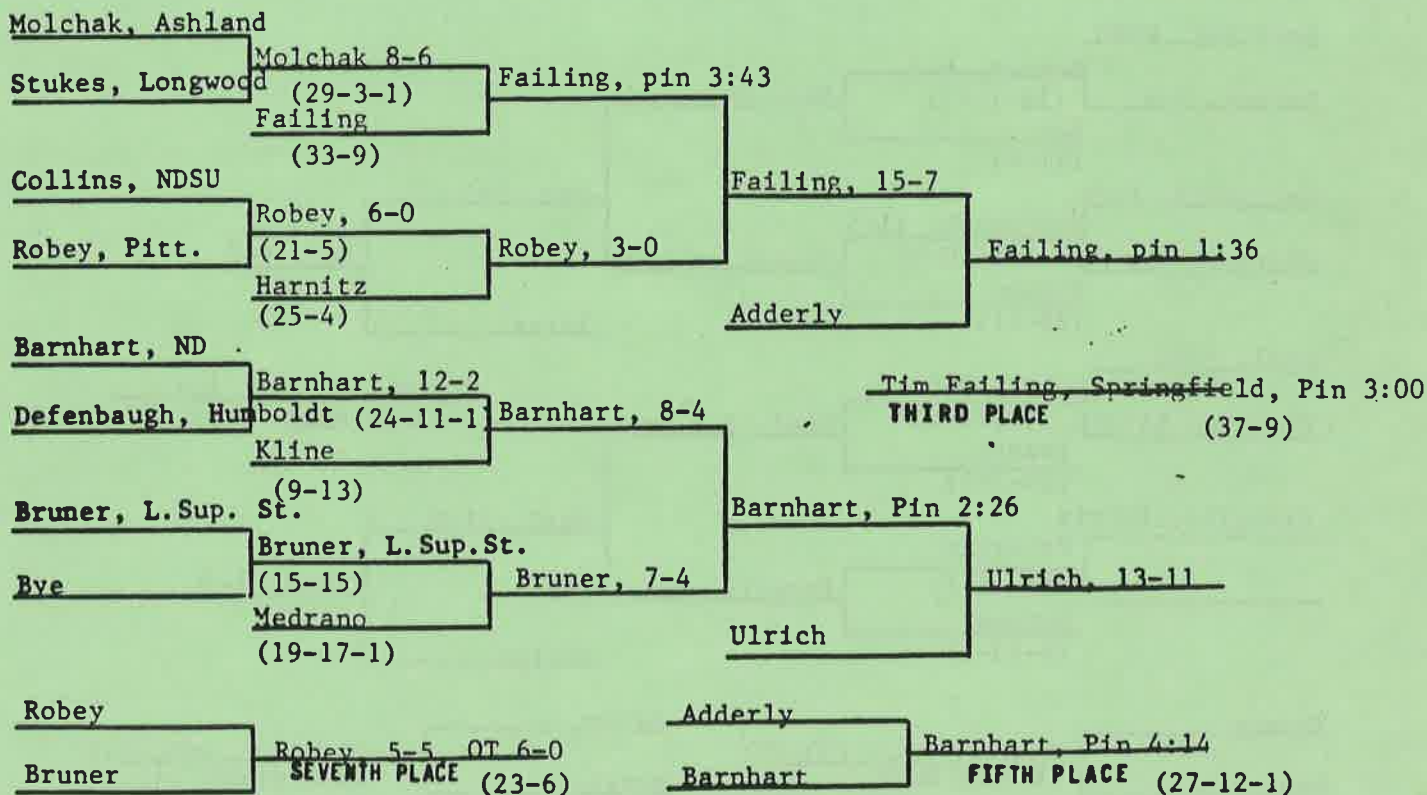 Molchak, Ashland
Molchak 8-6
Stukes, Longwood
(29-3-1)
Failing, pin 3:43
Failing
(33-9)
Collins, NDSU
Failing, 15-7
Robey, 6-0
Robey, Pitt.
(21-5)
Robey, 3-0
Failing, pin 1:36
Harnitz
(25-4)
Adderly
Barnhart, ND
Barnhart, 12-2
Tim Failing, Springfield, Pin 3:00
Defenbaugh, Humboldt
(24-11-1)
Barnhart, 8-4
THIRD PLACE
(37-9)
Kline
(9-13)
Bruner, L.Sup. St.
Barnhart, Pin 2:26
Bruner, L.Sup.St.
Bye
(15-15)
Bruner, 7-4
Ulrich, 13-11
Medrano
(19-17-1)
Ulrich
Robey
Adderly
Robey 5-5 OT 6-0
Barnhart, Pin 4:14
Bruner
SEVENTH PLACE
(23-6)
Barnhart
FIFTH PLACE
(27-12-1)